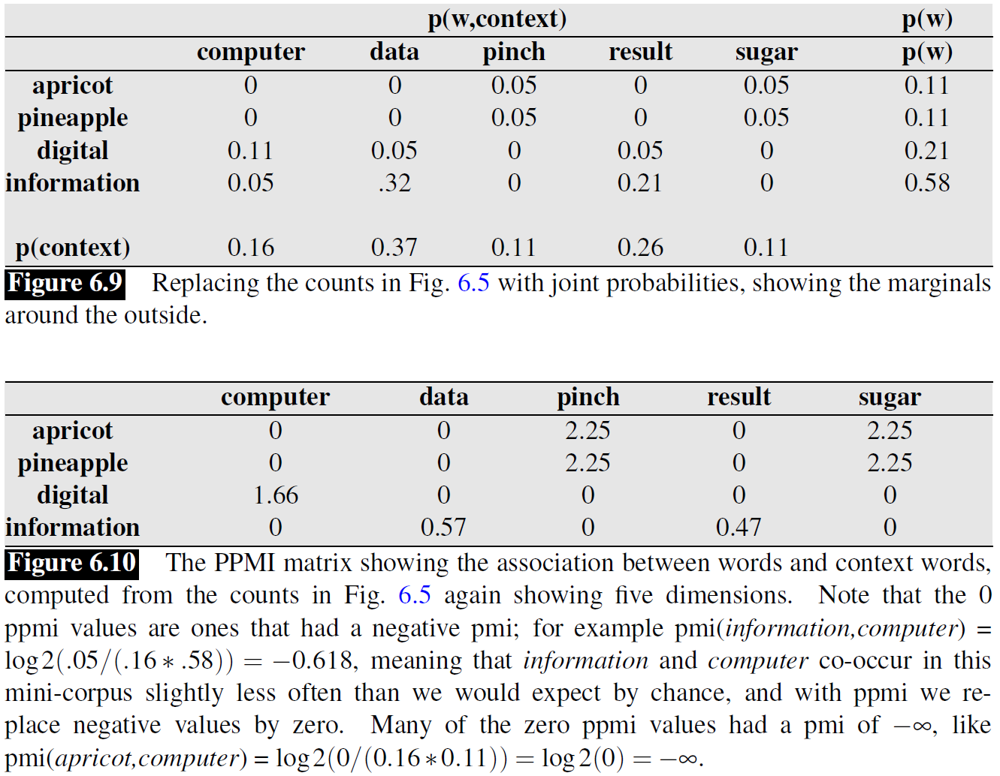 p(w,context) p(w)
computer data pinch result sugar p(w)
apricot 0 0 0.05 0 0.05 0.11
pineapple 0 0 0.05 0 0.05 0.11
digital 0.11 0.05 0 0.05 0 0.21
information 0.05 .32 0 0.21 0 0.58
p(context) 0.16 0.37 0.11 0.26 0.11
Figure 6.9 Replacing the counts in Fig. 6.5 with joint probabilities, showing the marginals
around the outside.
computer data pinch result sugar
apricot 0 0 2.25 0 2.25
pineapple 0 0 2.25 0 2.25
digital 1.66 0 0 0 0
information 0 0.57 0 0.47 0
Figure 6.10 The PPMI matrix showing the association between words and context words,
computed from the counts in Fig. 6.5 again showing five dimensions. Note that the 0
ppmi values are ones that had a negative pmi; for example pmi(information,computer) =
log2(.05/(.16∗.58)) = −0.618, meaning that information and computer co-occur in this
mini-corpus slightly less often than we would expect by chance, and with ppmi we re-
place negative values by zero. Many of the zero ppmi values had a pmi of −∞, like
pmi(apricot,computer) = log2(0/(0.16∗0.11)) = log2(0) = −∞.